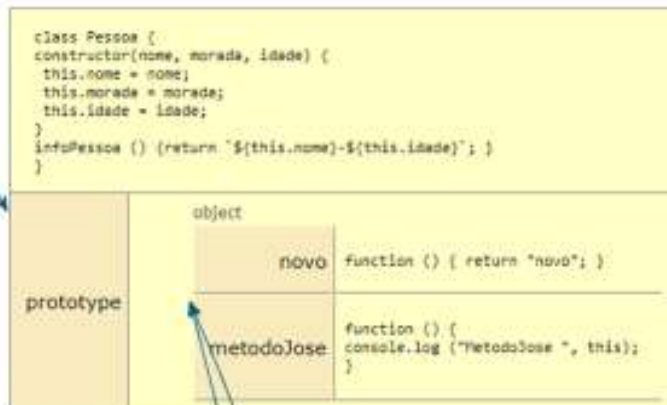 class Pessoa {
constructor(nome, morada, idade) {
this.nome = nome;
this.morada = morada;
this.idade = idade;
}
infoPessoa () {return `${this.nome}-${this.idade}`; }
}
object
novo function () { return "novo"; }
prototype
metodoJose function () {
console.log ("MetodoJose ", this);
}